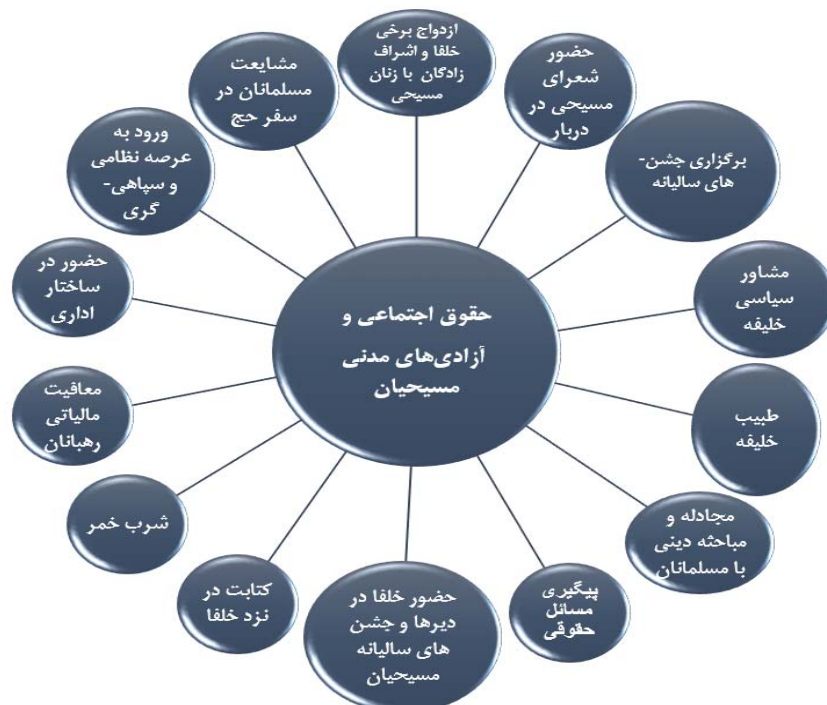 حقوق اجتماعی و
آزادی‌های مدنی
مسیحیان
ازدواج برخی
خلفا و اشراف
زادگان با زنان
مسیحی
حضور
شعرای
مسیحی در
دربار
برگزاری جشن-
های سالیانه
مشاور
سیاسی
خلیفه
طبیب
خلیفه
مجادله و
مباحثه دینی
با مسلمانان
پیگیری
مسائل
حقوقی
حضور خلفا در
دیرها و جشن
های سالیانه
مسیحیان
کتابت در
نزد خلفا
شرب خمر
معافیت
مالیاتی
رهبانان
حضور در
ساختار
اداری
ورود به
عرصه نظامی
و سپاهی-
گری
مشایعت
مسلمانان در
سفر حج